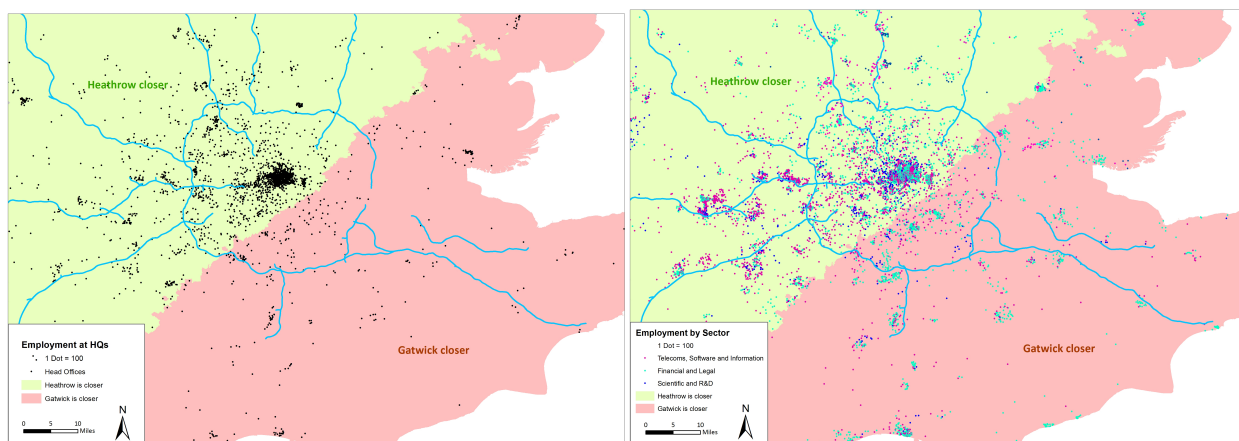 Heathrow closer
Gatwick closer
Employment at HQs
1 Dot = 100
Head Offices
Heathrow is closer
Gatwick is closer
0 5 10
Miles
N
Heathrow closer
Gatwick closer
Employment by Sector
1 Dot = 100
Telecoms, Software and Information
Financial and Legal
Scientific and R&D
Heathrow is closer
Gatwick is closer
0 5 10
Miles
N